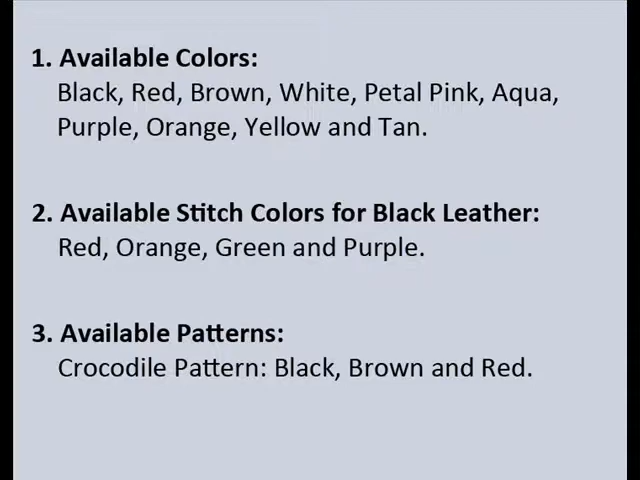 1. Available Colors:
Black, Red, Brown, White, Petal Pink, Aqua,
Purple, Orange, Yellow and Tan.
2. Available Stitch Colors for Black Leather:
Red, Orange, Green and Purple.
3. Available Patterns:
Crocodile Pattern: Black, Brown and Red.